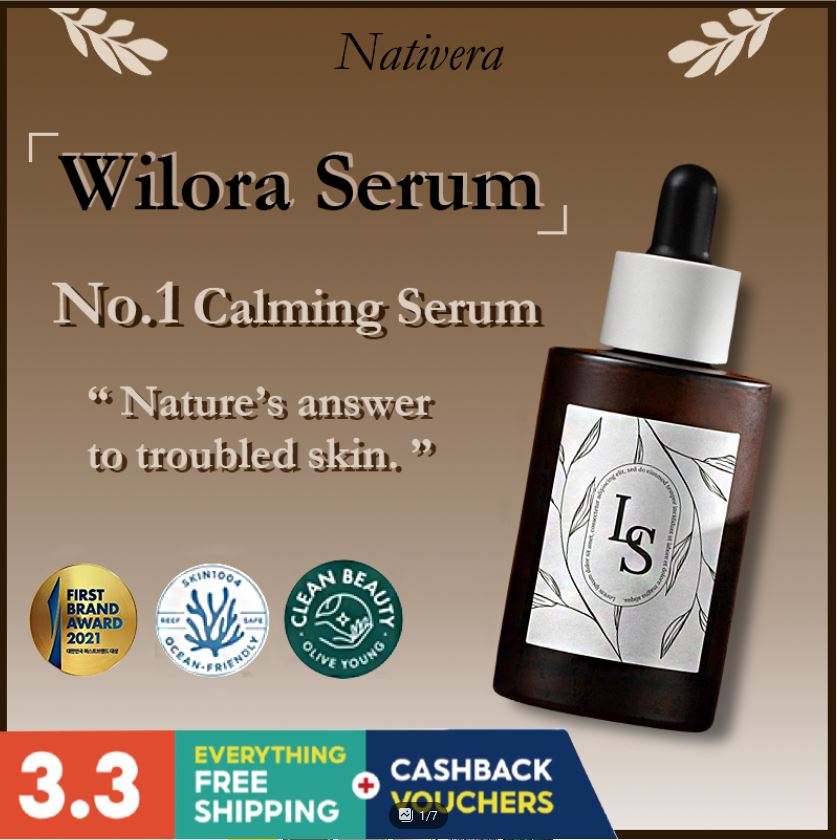 Nativera
Wilora Serum
No.1 Calming Serum
“ Nature’s answer
to troubled skin. ”
LS
FIRST
BRAND
AWARD
2021
SKIN1004
REEF SAFE
OCEAN-FRIENDLY
CLEAN BEAUTY
· OLIVE YOUNG ·
3.3
EVERYTHING
FREE
SHIPPING
+
CASHBACK
VOUCHERS
1/7